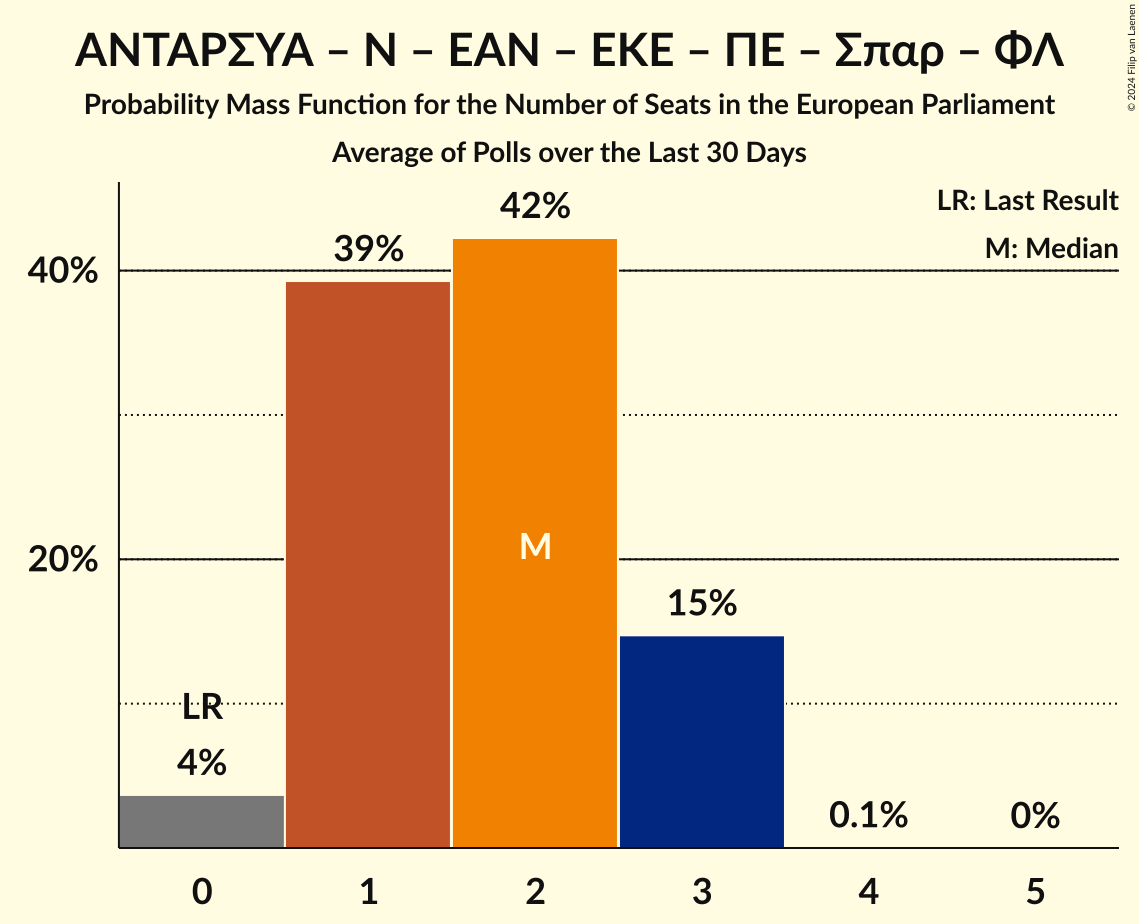 ΑΝΤΑΡΣΥΑ – Ν – ΕΑΝ – ΕΚΕ – ΠΕ – Σπαρ – ΦΛ
Probability Mass Function for the Number of Seats in the European Parliament
Average of Polls over the Last 30 Days
© 2024 Filip van Laenen
LR: Last Result
M: Median
40%
20%
LR
4%
39%
42%
M
15%
0.1%
0%
0 1 2 3 4 5